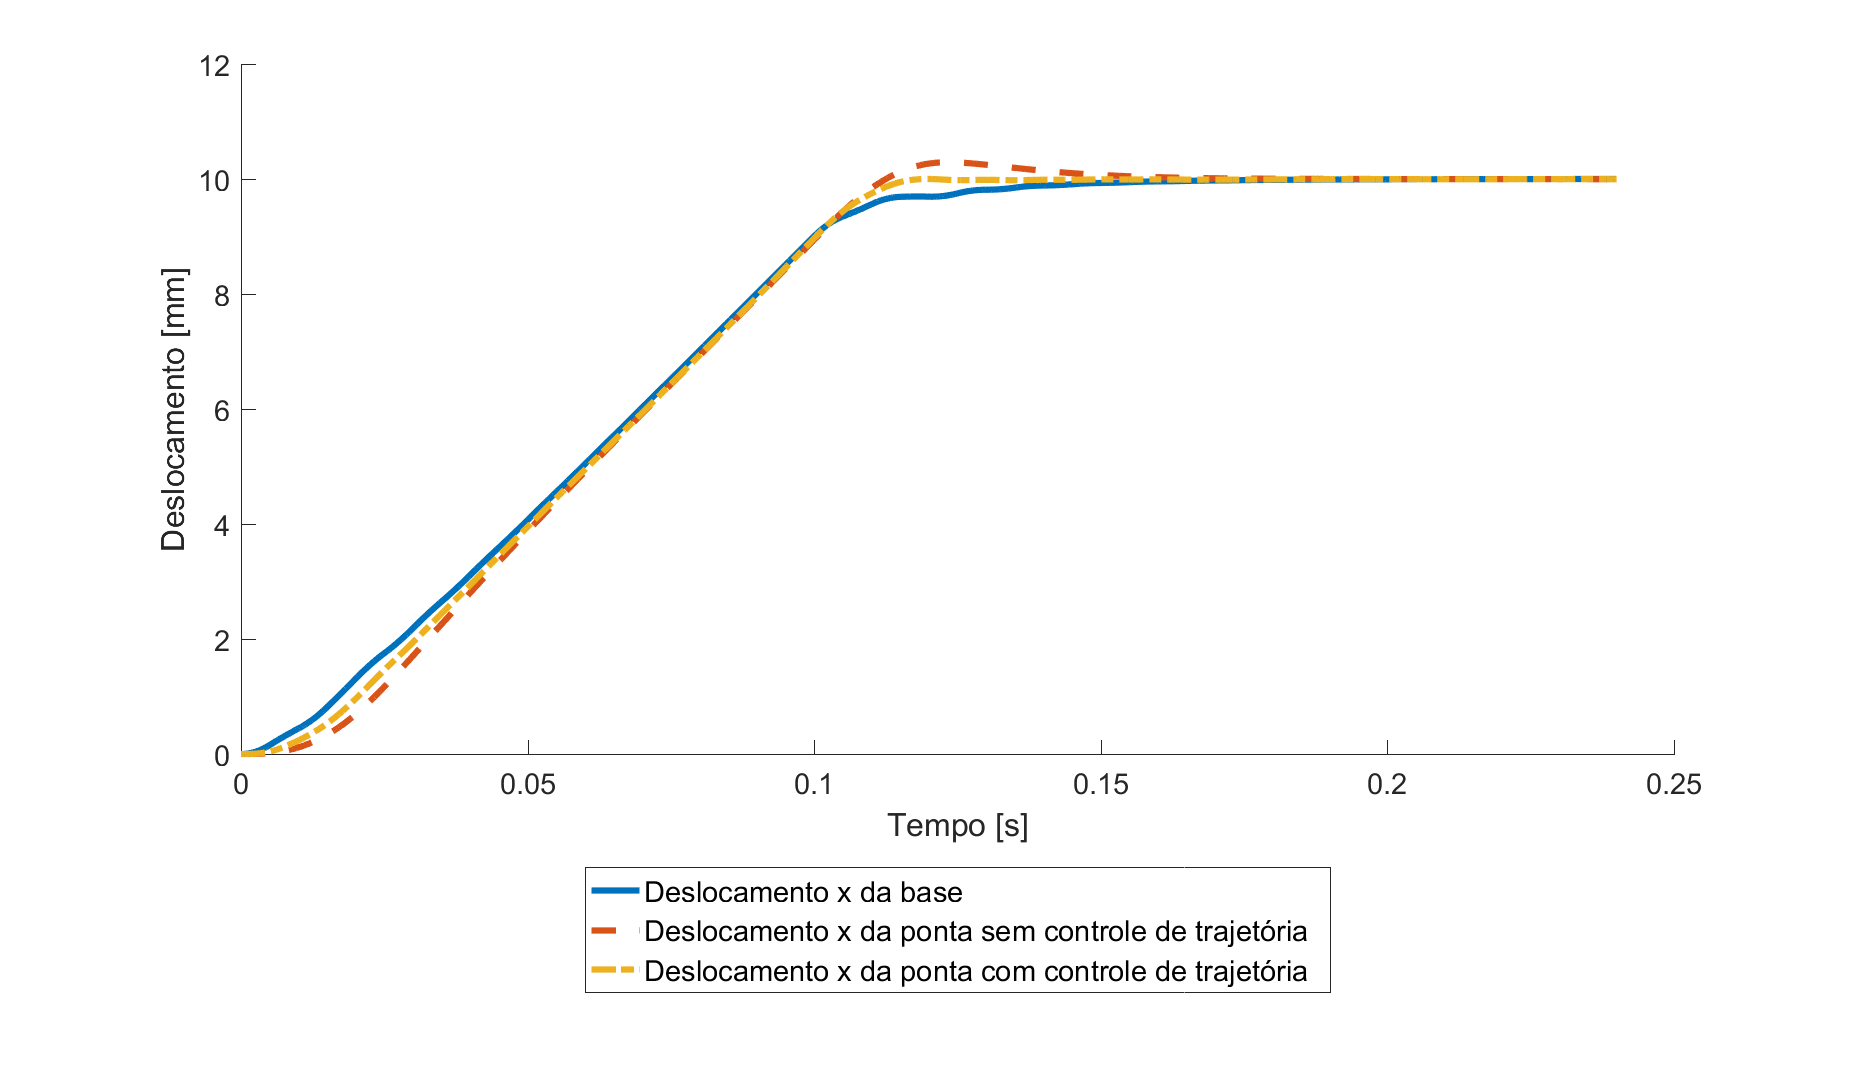 12
10
8
6
4
2
0
Deslocamento [mm]
0 0.05 0.1 0.15 0.2 0.25
Tempo [s]
Deslocamento x da base
Deslocamento x da ponta sem controle de trajetória
Deslocamento x da ponta com controle de trajetória